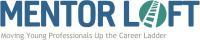 MENTOR LOFT
Moving Young Professionals Up the Career Ladder